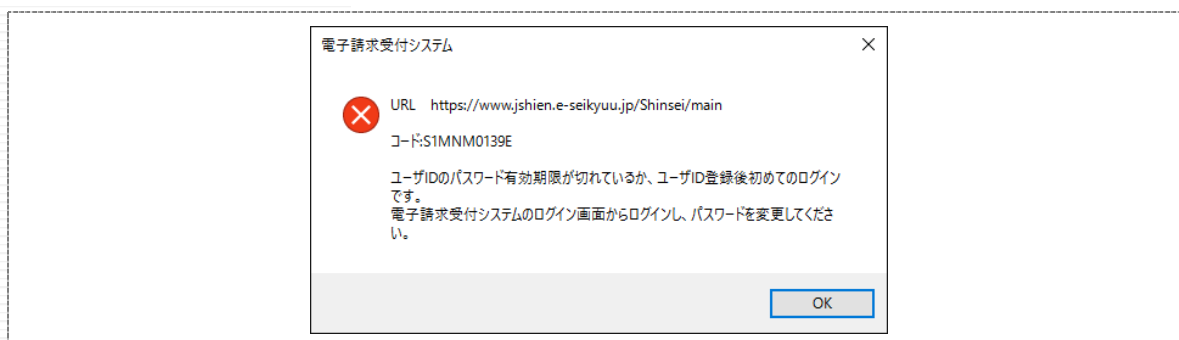 電子請求受付システム
URL　https://www.jshien.e-seikyuu.jp/Shinsei/main
コード:S1MNM0139E
ユーザIDのパスワード有効期限が切れているか、ユーザID登録後初めてのログイン
です。
電子請求受付システムのログイン画面からログインし、パスワードを変更してくださ
い。
OK